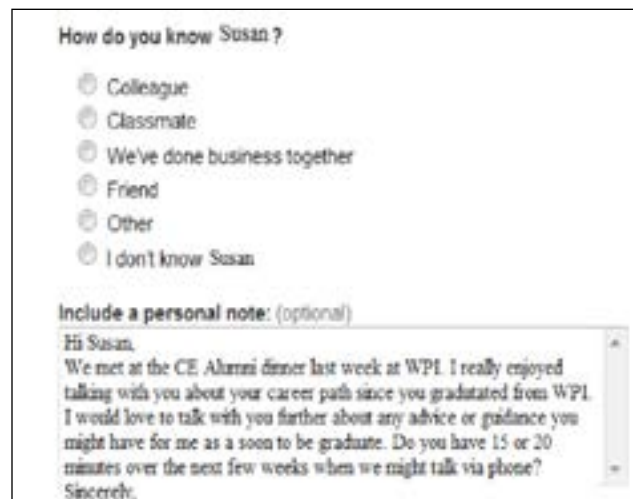 How do you know Susan?
Colleague
Classmate
We've done business together
Friend
Other
I don't know Susan
Include a personal note: (optional)
Hi Susan,
We met at the CE Alumni dinner last week at WPI. I really enjoyed
talking with you about your career path since you gradutated from WPI.
I would love to talk with you further about any advice or guidance you
might have for me as a soon to be graduate. Do you have 15 or 20
minutes over the next few weeks when we might talk via phone?
Sincerely,